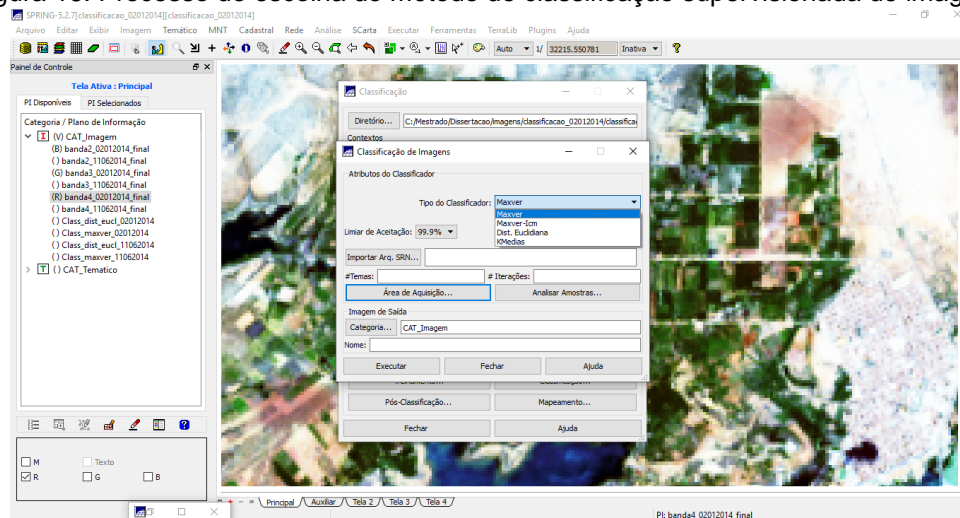 SPRING-5.2.7[classificacao_02012014][classificacao_02012014]
Arquivo Editar Exibir Imagem Temático MNT Cadastral Rede Análise SCarta Executar Ferramentas TerraLib Plugins Ajuda
Auto 1/ 32215.550781 Inativa
Painel de Controle
Tela Ativa : Principal
PI Disponíveis PI Selecionados
Categoria / Plano de Informação
I (V) CAT_Imagem
(B) banda2_02012014_final
( ) banda2_11062014_final
(G) banda3_02012014_final
( ) banda3_11062014_final
(R) banda4_02012014_final
( ) banda4_11062014_final
( ) Class_dist_eucl_02012014
( ) Class_maxver_02012014
( ) Class_dist_eucl_11062014
( ) Class_maxver_11062014
T ( ) CAT_Tematico
M Texto
R G B
Classificação
Diretório... C:/Mestrado/Dissertacao/imagens/classificacao_02012014/classifica
Contextos
Classificação de Imagens
Atributos do Classificador
Tipo do Classificador: Maxver
Maxver
Maxver-Icm
Dist. Euclidiana
KMedias
Limiar de Aceitação: 99.9%
Importar Arq. SRN...
#Temas: # Iterações:
Área de Aquisição... Analisar Amostras...
Imagem de Saída
Categoria... CAT_Imagem
Nome:
Executar Fechar Ajuda
Pós-Classificação... Mapeamento...
Fechar Ajuda
Principal Auxiliar Tela 2 Tela 3 Tela 4
PI: banda4_02012014_final